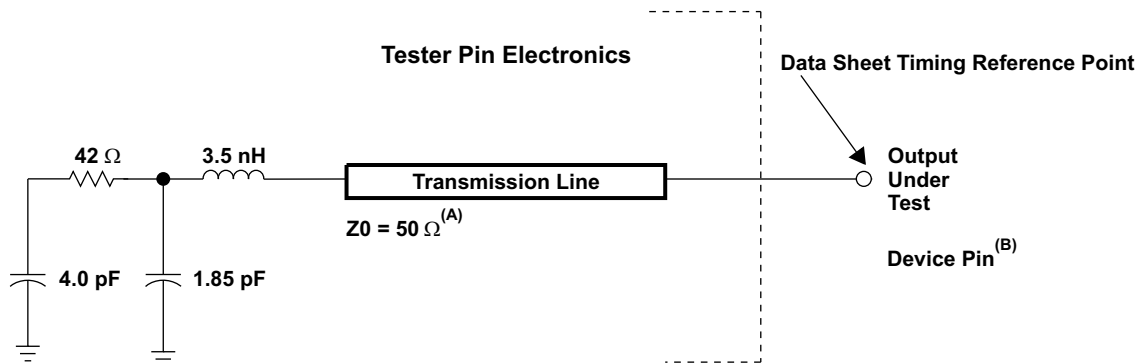 Tester Pin Electronics
Data Sheet Timing Reference Point
42 Ω
3.5 nH
Transmission Line
Output
Under
Test
Z0 = 50 Ω(A)
Device Pin(B)
4.0 pF
1.85 pF